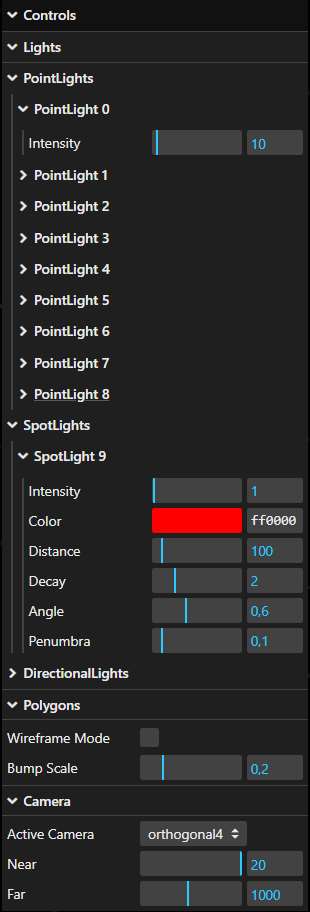 Controls
Lights
PointLights
PointLight 0
Intensity 10
PointLight 1
PointLight 2
PointLight 3
PointLight 4
PointLight 5
PointLight 6
PointLight 7
PointLight 8
SpotLights
SpotLight 9
Intensity 1
Color ff0000
Distance 100
Decay 2
Angle 0,6
Penumbra 0,1
DirectionalLights
Polygons
Wireframe Mode
Bump Scale 0,2
Camera
Active Camera orthogonal4
Near 20
Far 1000